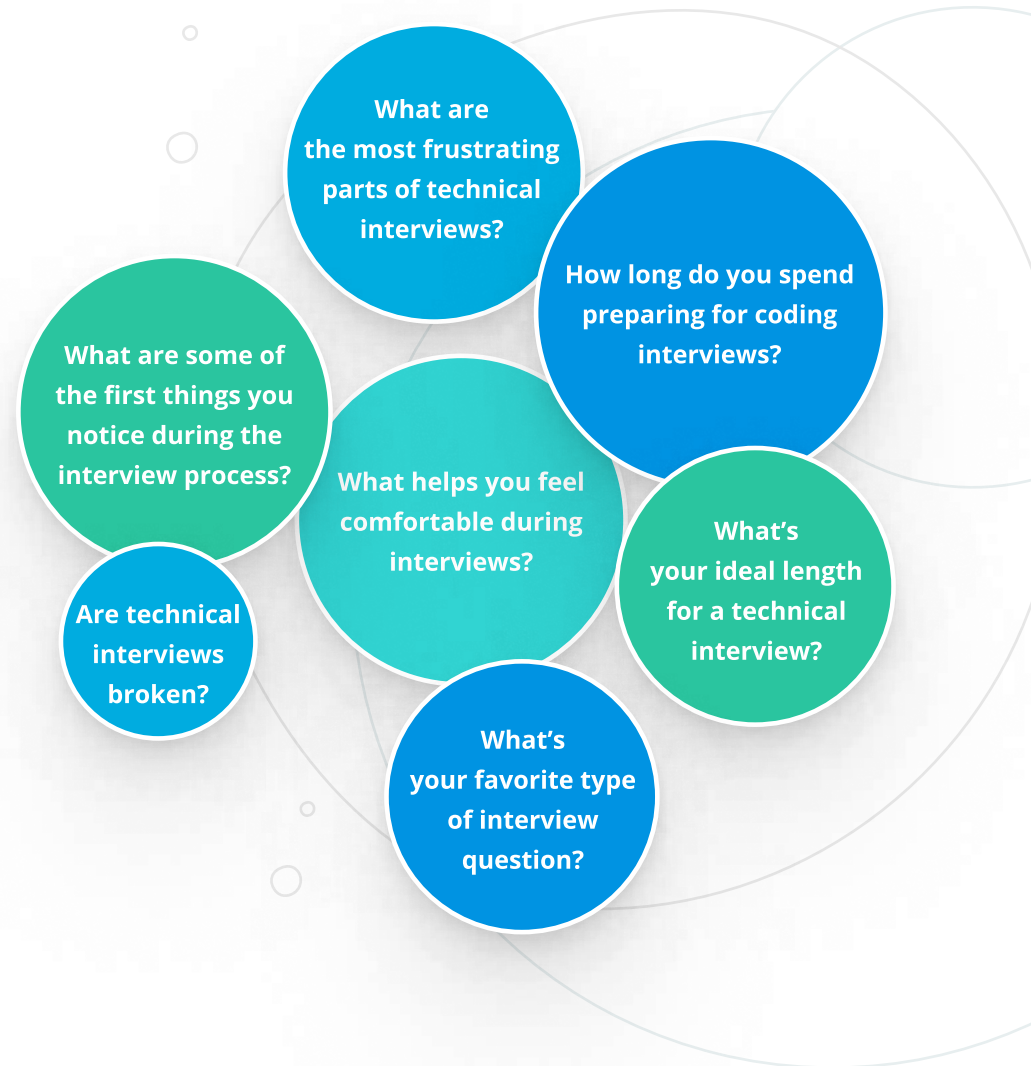 What are
the most frustrating
parts of technical
interviews?
How long do you spend
preparing for coding
interviews?
What are some of
the first things you
notice during the
interview process?
What helps you feel
comfortable during
interviews?
What’s
your ideal length
for a technical
interview?
Are technical
interviews
broken?
What’s
your favorite type
of interview
question?